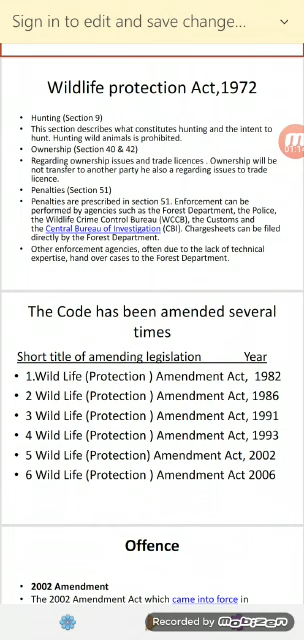 Sign in to edit and save change...
Wildlife protection Act,1972
• Hunting (Section 9)
• This section describes what constitutes hunting and the intent to
hunt. Hunting wild animals is prohibited.
• Ownership (Section 40 & 42)
• Regarding ownership issues and trade licences . Ownership will be
not transfer to another party he also a regarding issues to trade
licence.
• Penalties (Section 51)
• Penalties are prescribed in section 51. Enforcement can be
performed by agencies such as the Forest Department, the Police,
the Wildlife Crime Control Bureau (WCCB), the Customs and
the Central Bureau of Investigation (CBI). Chargesheets can be filed
directly by the Forest Department.
• Other enforcement agencies, often due to the lack of technical
expertise, hand over cases to the Forest Department.
01:14
The Code has been amended several
times
Short title of amending legislation Year
• 1.Wild Life (Protection ) Amendment Act, 1982
• 2 Wild Life (Protection ) Amendment Act, 1986
• 3 Wild Life (Protection ) Amendment Act, 1991
• 4 Wild Life (Protection ) Amendment Act, 1993
• 5 Wild Life (Protection) Amendment Act, 2002
• 6 Wild Life (Protection ) Amendment Act 2006
Offence
• 2002 Amendment
• The 2002 Amendment Act which came into force in
Recorded by mobizen